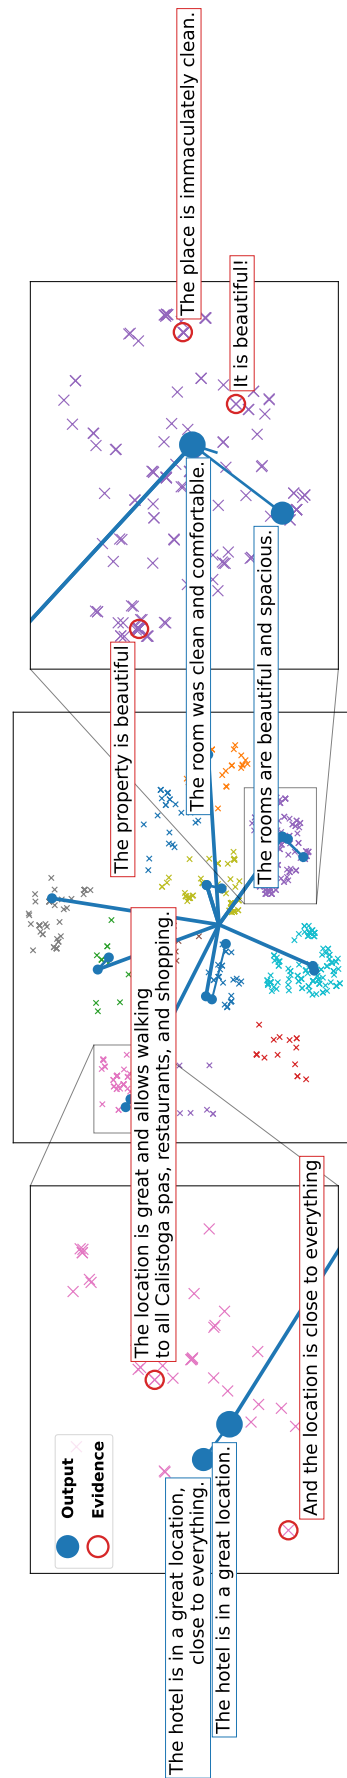 Output
Evidence
The hotel is in a great location,
close to everything.
The hotel is in a great location.
The location is great and allows walking
to all Calistoga spas, restaurants, and shopping.
And the location is close to everything
The property is beautiful
The room was clean and comfortable.
The rooms are beautiful and spacious.
The place is immaculately clean.
It is beautiful!